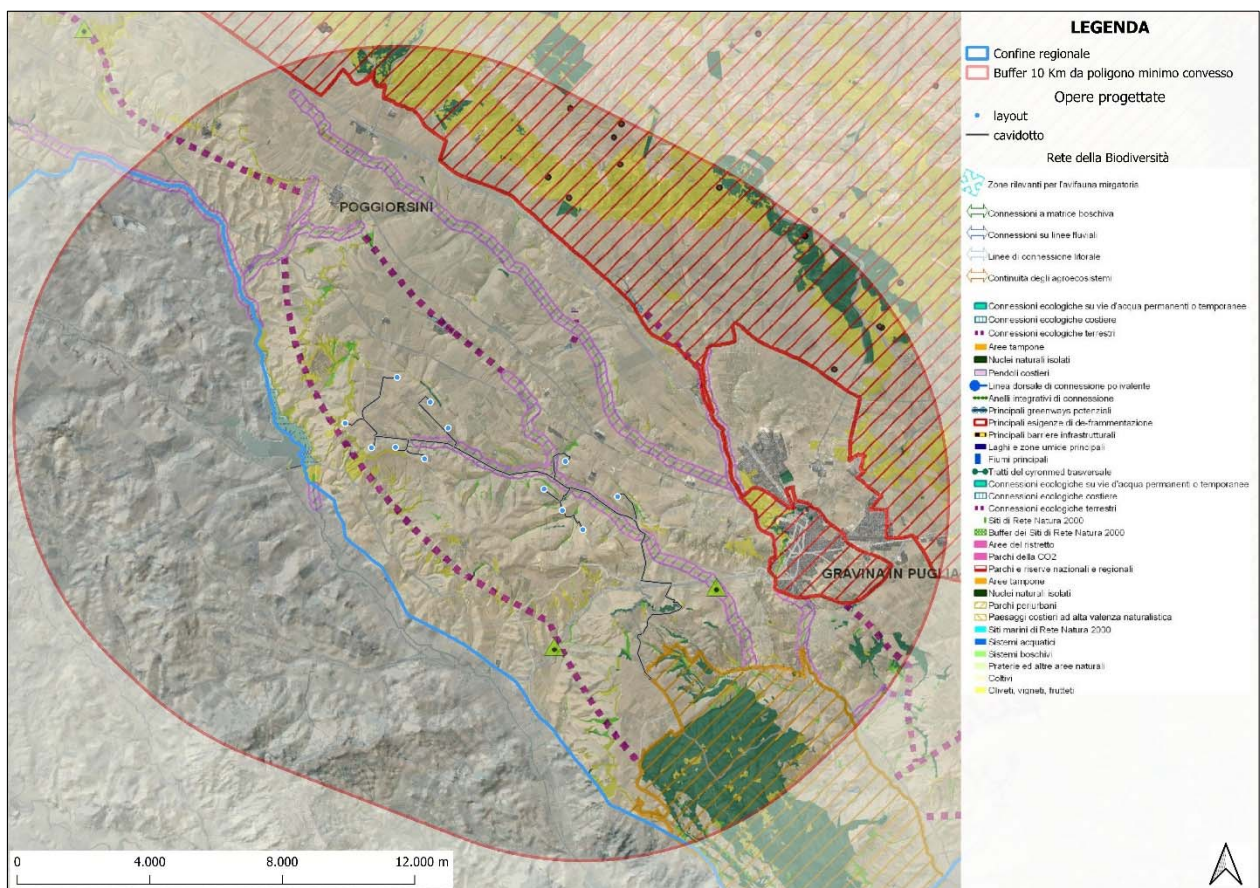 LEGENDA
Confine regionale
Buffer 10 Km da poligono minimo convesso
Opere progettate
layout
cavidotto
Rete della Biodiversità
Zone rilevanti per l'avifauna migratoria
Connessioni a matrice boschiva
Connessioni su linee fluviali
Linee di connessione litorale
Continuità degli agroecosistemi
Connessioni ecologiche su vie d'acqua permanenti o temporanee
Connessioni ecologiche costiere
Connessioni ecologiche terrestri
Aree tampone
Nuclei naturali isolati
Pendoli costieri
Linea dorsale di connessione polivalente
Anelli integrativi di connessione
Principali greenways potenziali
Principali esigenze di de-frammentazione
Principali barriere infrastrutturali
Laghi e zone umide principali
Fiumi principali
Tratti del cyronmed trasversale
Connessioni ecologiche su vie d'acqua permanenti o temporanee
Connessioni ecologiche costiere
Connessioni ecologiche terrestri
Siti di Rete Natura 2000
Buffer dei Siti di Rete Natura 2000
Aree del ristretto
Parchi della CO2
Parchi e riserve nazionali e regionali
Aree tampone
Nuclei naturali isolati
Parchi periurbani
Paesaggi costieri ad alta valenza naturalistica
Siti marini di Rete Natura 2000
Sistemi acquatici
Sistemi boschivi
Praterie ed altre aree naturali
Coltivi
Oliveti, vigneti, frutteti
POGGIORSINI
GRAVINA IN PUGLIA
0 4.000 8.000 12.000 m